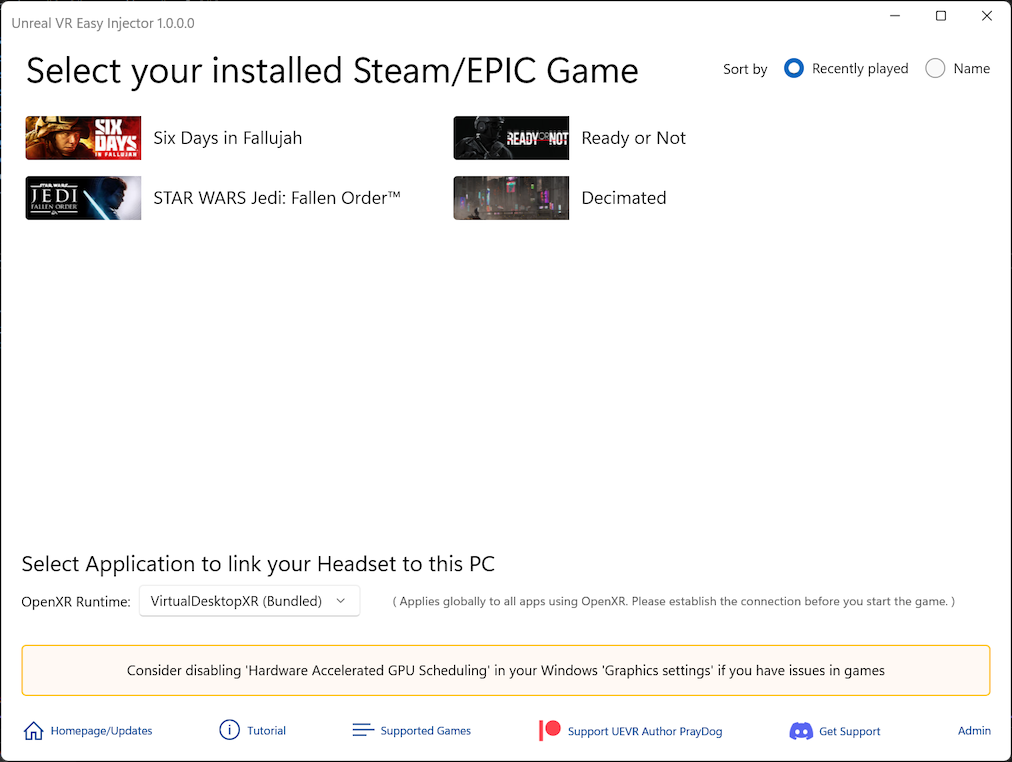 Unreal VR Easy Injector 1.0.0.0
Select your installed Steam/EPIC Game
Sort by Recently played Name
SIX
DAYS
IN FALLUJAH
Six Days in Fallujah
READY OR NOT
Ready or Not
STAR WARS
JEDI
FALLEN ORDER
STAR WARS Jedi: Fallen Order™
Decimated
Select Application to link your Headset to this PC
OpenXR Runtime: VirtualDesktopXR (Bundled) ( Applies globally to all apps using OpenXR. Please establish the connection before you start the game. )
Consider disabling 'Hardware Accelerated GPU Scheduling' in your Windows 'Graphics settings' if you have issues in games
Homepage/Updates Tutorial Supported Games Support UEVR Author PrayDog Get Support Admin